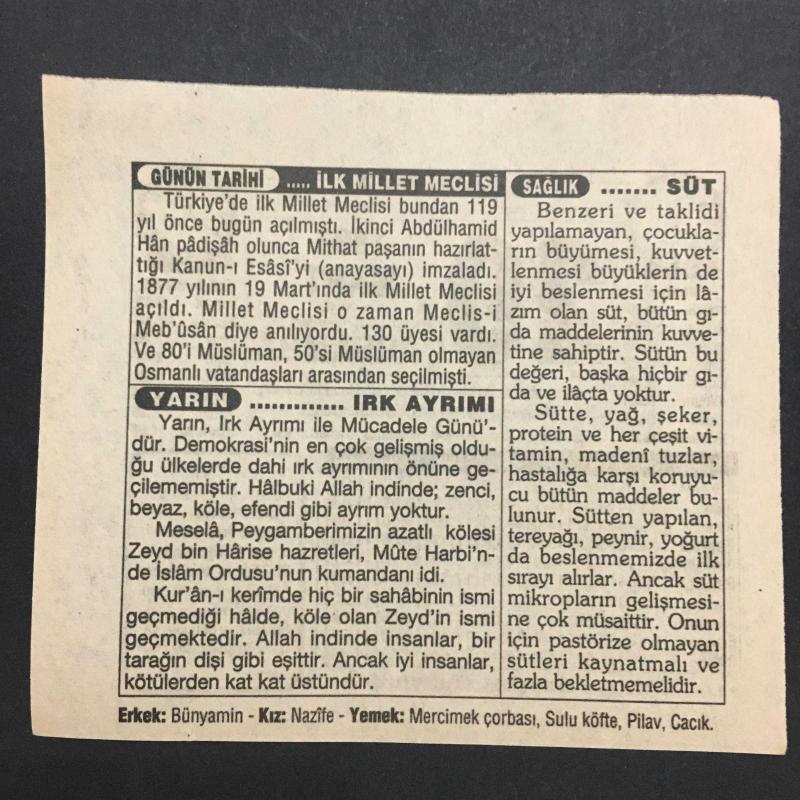 GÜNÜN TARİHİ ..... İLK MİLLET MECLİSİ
Türkiye'de ilk Millet Meclisi bundan 119
yıl önce bugün açılmıştı. İkinci Abdülhamid
Hân pâdişâh olunca Mithat paşanın hazırlat-
tığı Kanun-ı Esâsî'yi (anayasayı) imzaladı.
1877 yılının 19 Mart'ında ilk Millet Meclisi
açıldı. Millet Meclisi o zaman Meclis-i
Meb'ûsân diye anılıyordu. 130 üyesi vardı.
Ve 80'i Müslüman, 50'si Müslüman olmayan
Osmanlı vatandaşları arasından seçilmişti.
YARIN ............. IRK AYRIMI
Yarın, Irk Ayrımı ile Mücadele Günü'-
dür. Demokrasi'nin en çok gelişmiş oldu-
ğu ülkelerde dahi ırk ayrımının önüne ge-
çilememiştir. Hâlbuki Allah indinde; zenci,
beyaz, köle, efendi gibi ayrım yoktur.
Meselâ, Peygamberimizin azatlı kölesi
Zeyd bin Hârise hazretleri, Mûte Harbi'n-
de İslâm Ordusu'nun kumandanı idi.
Kur'ân-ı kerîmde hiç bir sahâbinin ismi
geçmediği hâlde, köle olan Zeyd'in ismi
geçmektedir. Allah indinde insanlar, bir
tarağın dişi gibi eşittir. Ancak iyi insanlar,
kötülerden kat kat üstündür.
SAĞLIK ....... SÜT
Benzeri ve taklidi
yapılamayan, çocukla-
rın büyümesi, kuvvet-
lenmesi büyüklerin de
iyi beslenmesi için lâ-
zım olan süt, bütün gı-
da maddelerinin kuvve-
tine sahiptir. Sütün bu
değeri, başka hiçbir gı-
da ve ilâçta yoktur.
Sütte, yağ, şeker,
protein ve her çeşit vi-
tamin, madenî tuzlar,
hastalığa karşı koruyu-
cu bütün maddeler bu-
lunur. Sütten yapılan,
tereyağı, peynir, yoğurt
da beslenmemizde ilk
sırayı alırlar. Ancak süt
mikropların gelişmesi-
ne çok müsaittir. Onun
için pastörize olmayan
sütleri kaynatmalı ve
fazla bekletmemelidir.
Erkek: Bünyamin - Kız: Nazîfe - Yemek: Mercimek çorbası, Sulu köfte, Pilav, Cacık.